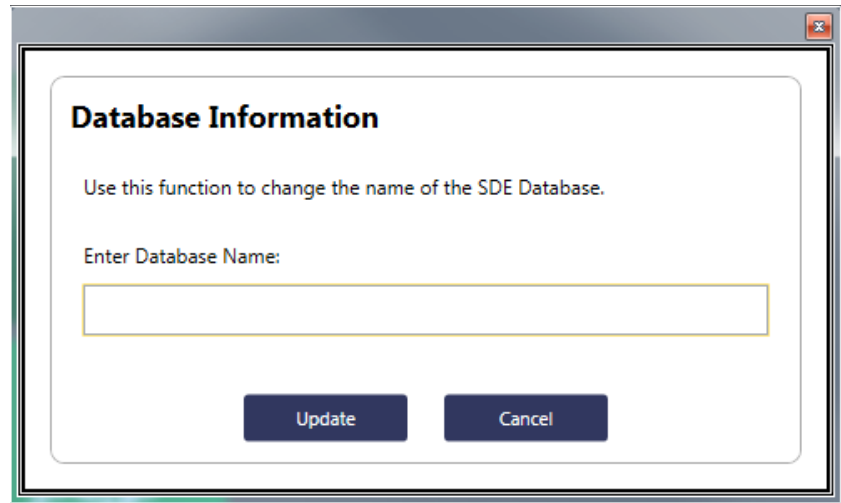 Database Information
Use this function to change the name of the SDE Database.
Enter Database Name:
Update
Cancel